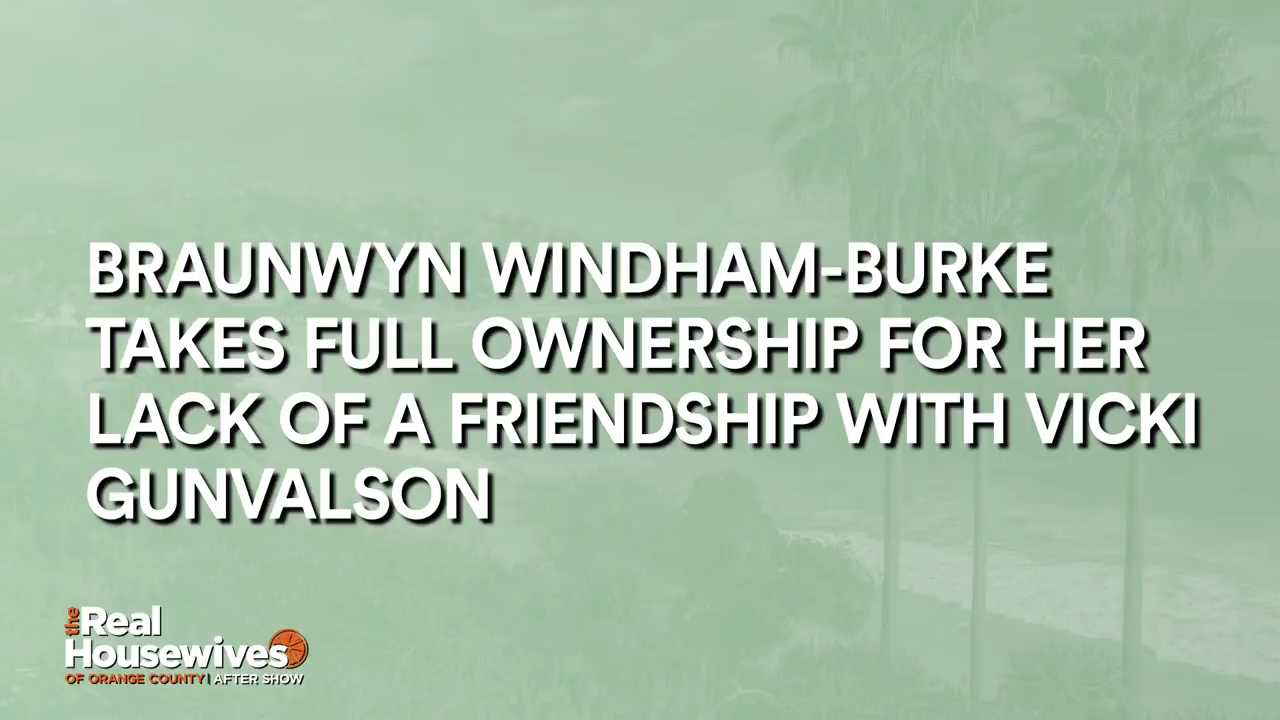 BRAUNWYN WINDHAM-BURKE
TAKES FULL OWNERSHIP FOR HER
LACK OF A FRIENDSHIP WITH VICKI
GUNVALSON
the Real
Housewives
OF ORANGE COUNTY | AFTER SHOW